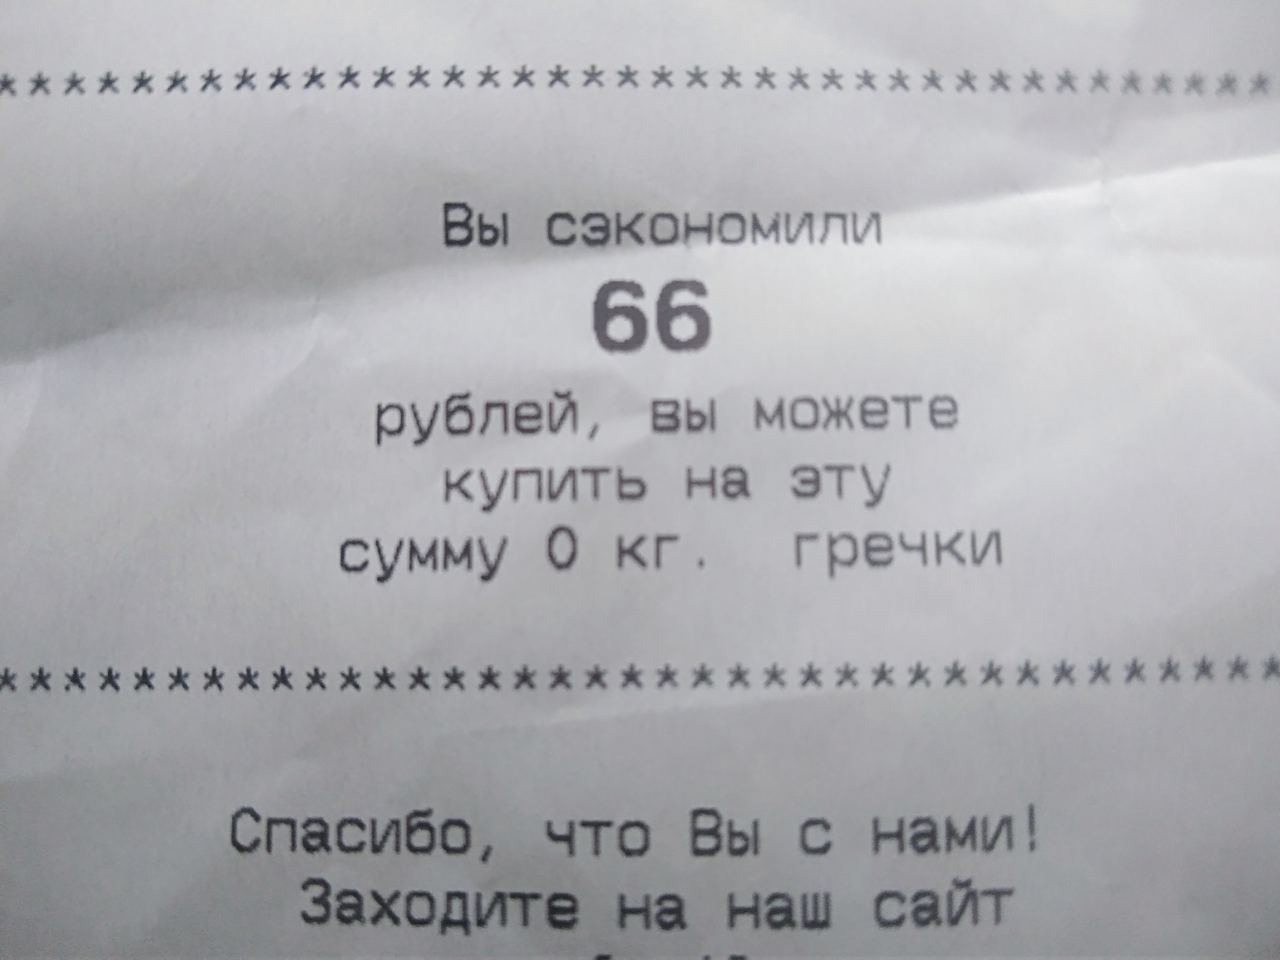 ************************************
Вы сэкономили
66
рублей, вы можете
купить на эту
сумму 0 кг.  гречки
************************************
Спасибо, что Вы с нами!
Заходите на наш сайт